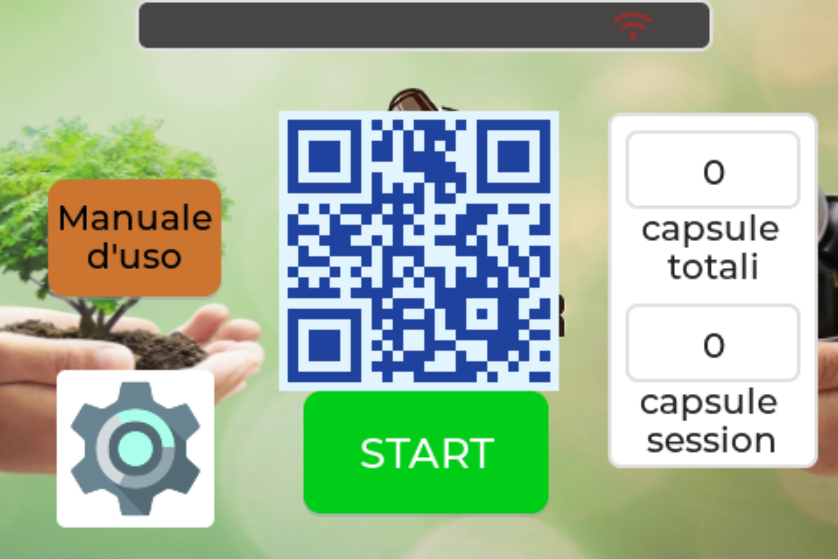 Manuale
d'uso
START
0
capsule
totali
0
capsule
session